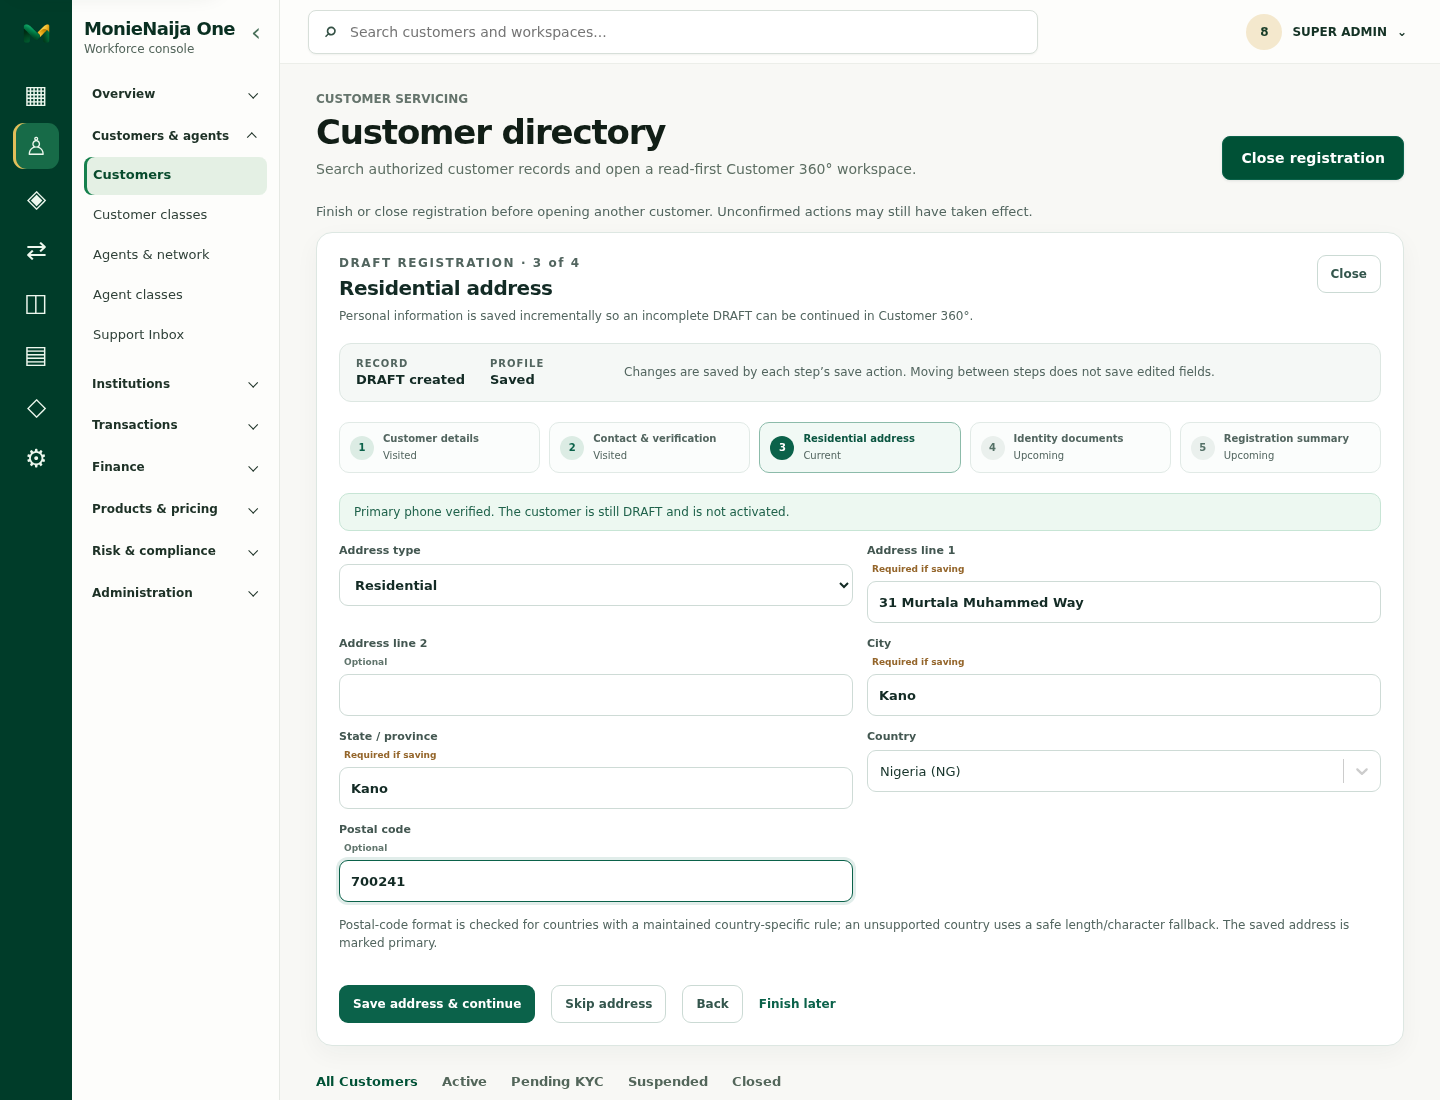 MonieNaija One
Workforce console
Overview
Customers & agents
Customers
Customer classes
Agents & network
Agent classes
Support Inbox
Institutions
Transactions
Finance
Products & pricing
Risk & compliance
Administration
Search customers and workspaces...
8
SUPER ADMIN
CUSTOMER SERVICING
Customer directory
Search authorized customer records and open a read-first Customer 360° workspace.
Close registration
Finish or close registration before opening another customer. Unconfirmed actions may still have taken effect.
DRAFT REGISTRATION · 3 of 4
Residential address
Personal information is saved incrementally so an incomplete DRAFT can be continued in Customer 360°.
Close
RECORD
DRAFT created
PROFILE
Saved
Changes are saved by each step’s save action. Moving between steps does not save edited fields.
1
Customer details
Visited
2
Contact & verification
Visited
3
Residential address
Current
4
Identity documents
Upcoming
5
Registration summary
Upcoming
Primary phone verified. The customer is still DRAFT and is not activated.
Address type
Residential
Address line 1
Required if saving
31 Murtala Muhammed Way
Address line 2
Optional
City
Required if saving
Kano
State / province
Required if saving
Kano
Country
Nigeria (NG)
Postal code
Optional
700241
Postal-code format is checked for countries with a maintained country-specific rule; an unsupported country uses a safe length/character fallback. The saved address is
marked primary.
Save address & continue
Skip address
Back
Finish later
All Customers
Active
Pending KYC
Suspended
Closed